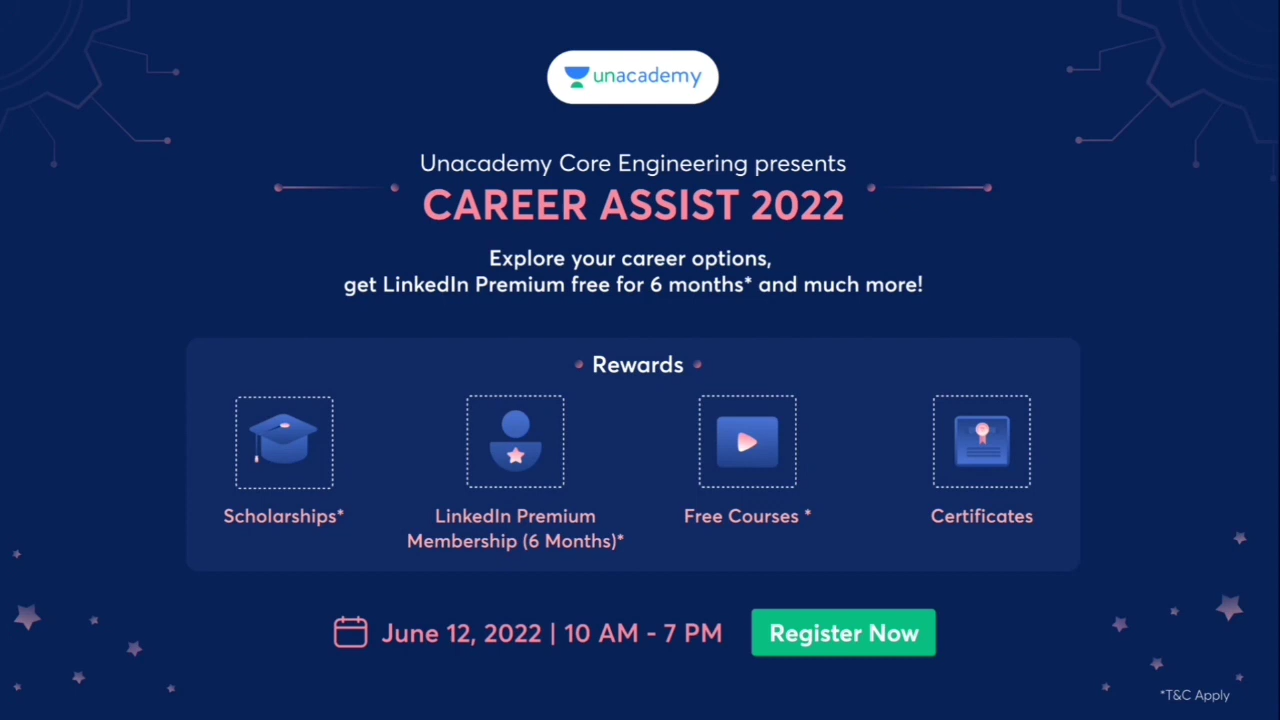 unacademy
Unacademy Core Engineering presents
CAREER ASSIST 2022
Explore your career options,
get LinkedIn Premium free for 6 months* and much more!
Rewards
Scholarships*
LinkedIn Premium
Membership (6 Months)*
Free Courses *
Certificates
June 12, 2022 | 10 AM - 7 PM
Register Now
*T&C Apply